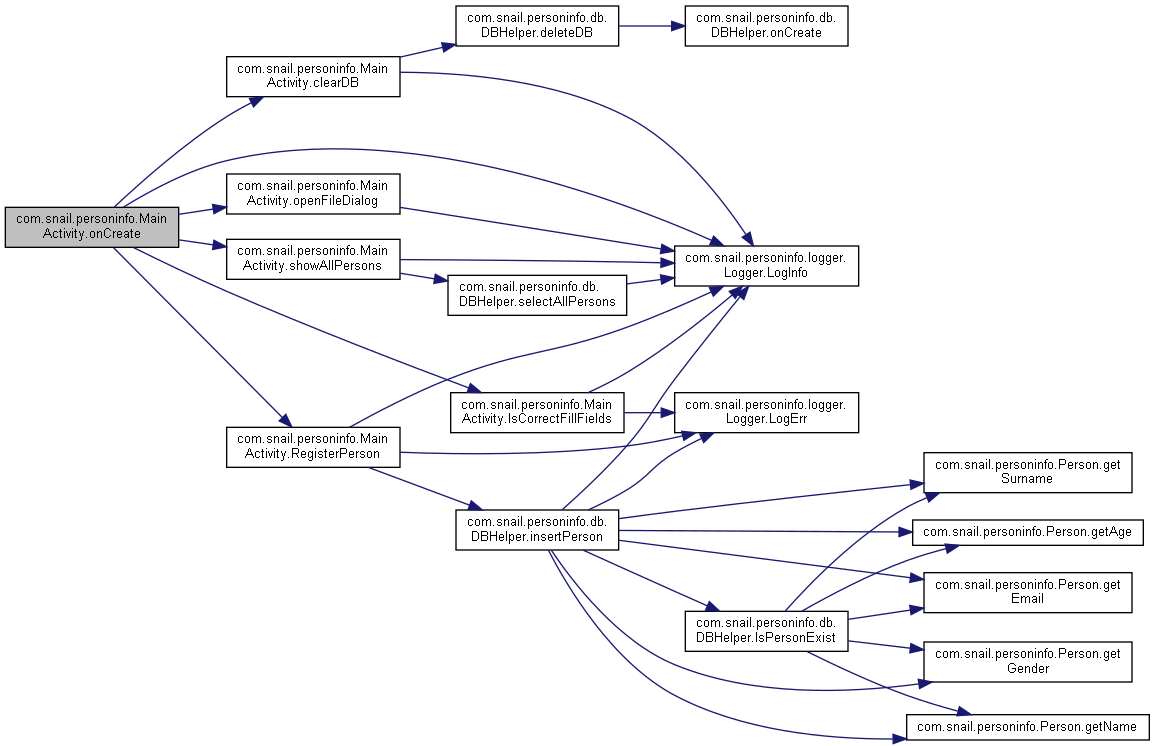 com.snail.personinfo.db.
DBHelper.deleteDB
com.snail.personinfo.db.
DBHelper.onCreate
com.snail.personinfo.Main
Activity.clearDB
com.snail.personinfo.Main
Activity.openFileDialog
com.snail.personinfo.Main
Activity.onCreate
com.snail.personinfo.Main
Activity.showAllPersons
com.snail.personinfo.logger.
Logger.LogInfo
com.snail.personinfo.db.
DBHelper.selectAllPersons
com.snail.personinfo.Main
Activity.IsCorrectFillFields
com.snail.personinfo.logger.
Logger.LogErr
com.snail.personinfo.Main
Activity.RegisterPerson
com.snail.personinfo.Person.get
Surname
com.snail.personinfo.db.
DBHelper.insertPerson
com.snail.personinfo.Person.getAge
com.snail.personinfo.Person.get
Email
com.snail.personinfo.db.
DBHelper.IsPersonExist
com.snail.personinfo.Person.get
Gender
com.snail.personinfo.Person.getName